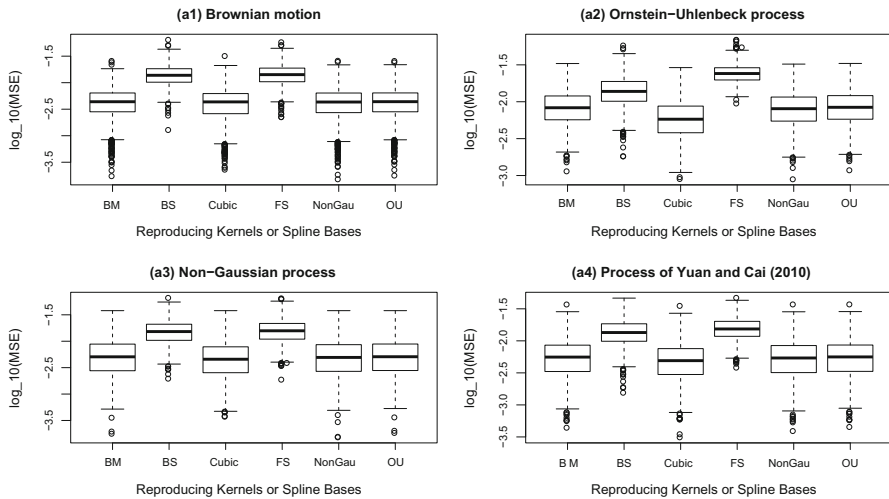 (a1) Brownian motion
log_10(MSE)
-1.5
-2.5
-3.5
BM BS Cubic FS NonGau OU
Reproducing Kernels or Spline Bases
(a2) Ornstein-Uhlenbeck process
log_10(MSE)
-1.5
-2.0
-2.5
-3.0
BM BS Cubic FS NonGau OU
Reproducing Kernels or Spline Bases
(a3) Non-Gaussian process
log_10(MSE)
-1.5
-2.5
-3.5
BM BS Cubic FS NonGau OU
Reproducing Kernels or Spline Bases
(a4) Process of Yuan and Cai (2010)
log_10(MSE)
-1.5
-2.0
-2.5
-3.0
-3.5
B M BS Cubic FS NonGau OU
Reproducing Kernels or Spline Bases